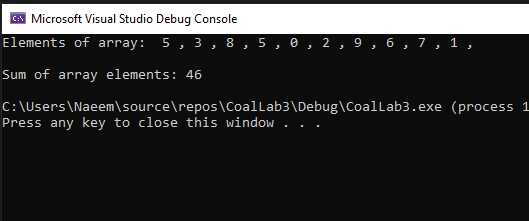 Microsoft Visual Studio Debug Console
Elements of array:  5 , 3 , 8 , 5 , 0 , 2 , 9 , 6 , 7 , 1 ,
Sum of array elements: 46
C:\Users\Naeem\source\repos\CoalLab3\Debug\CoalLab3.exe (process 1
Press any key to close this window . . .